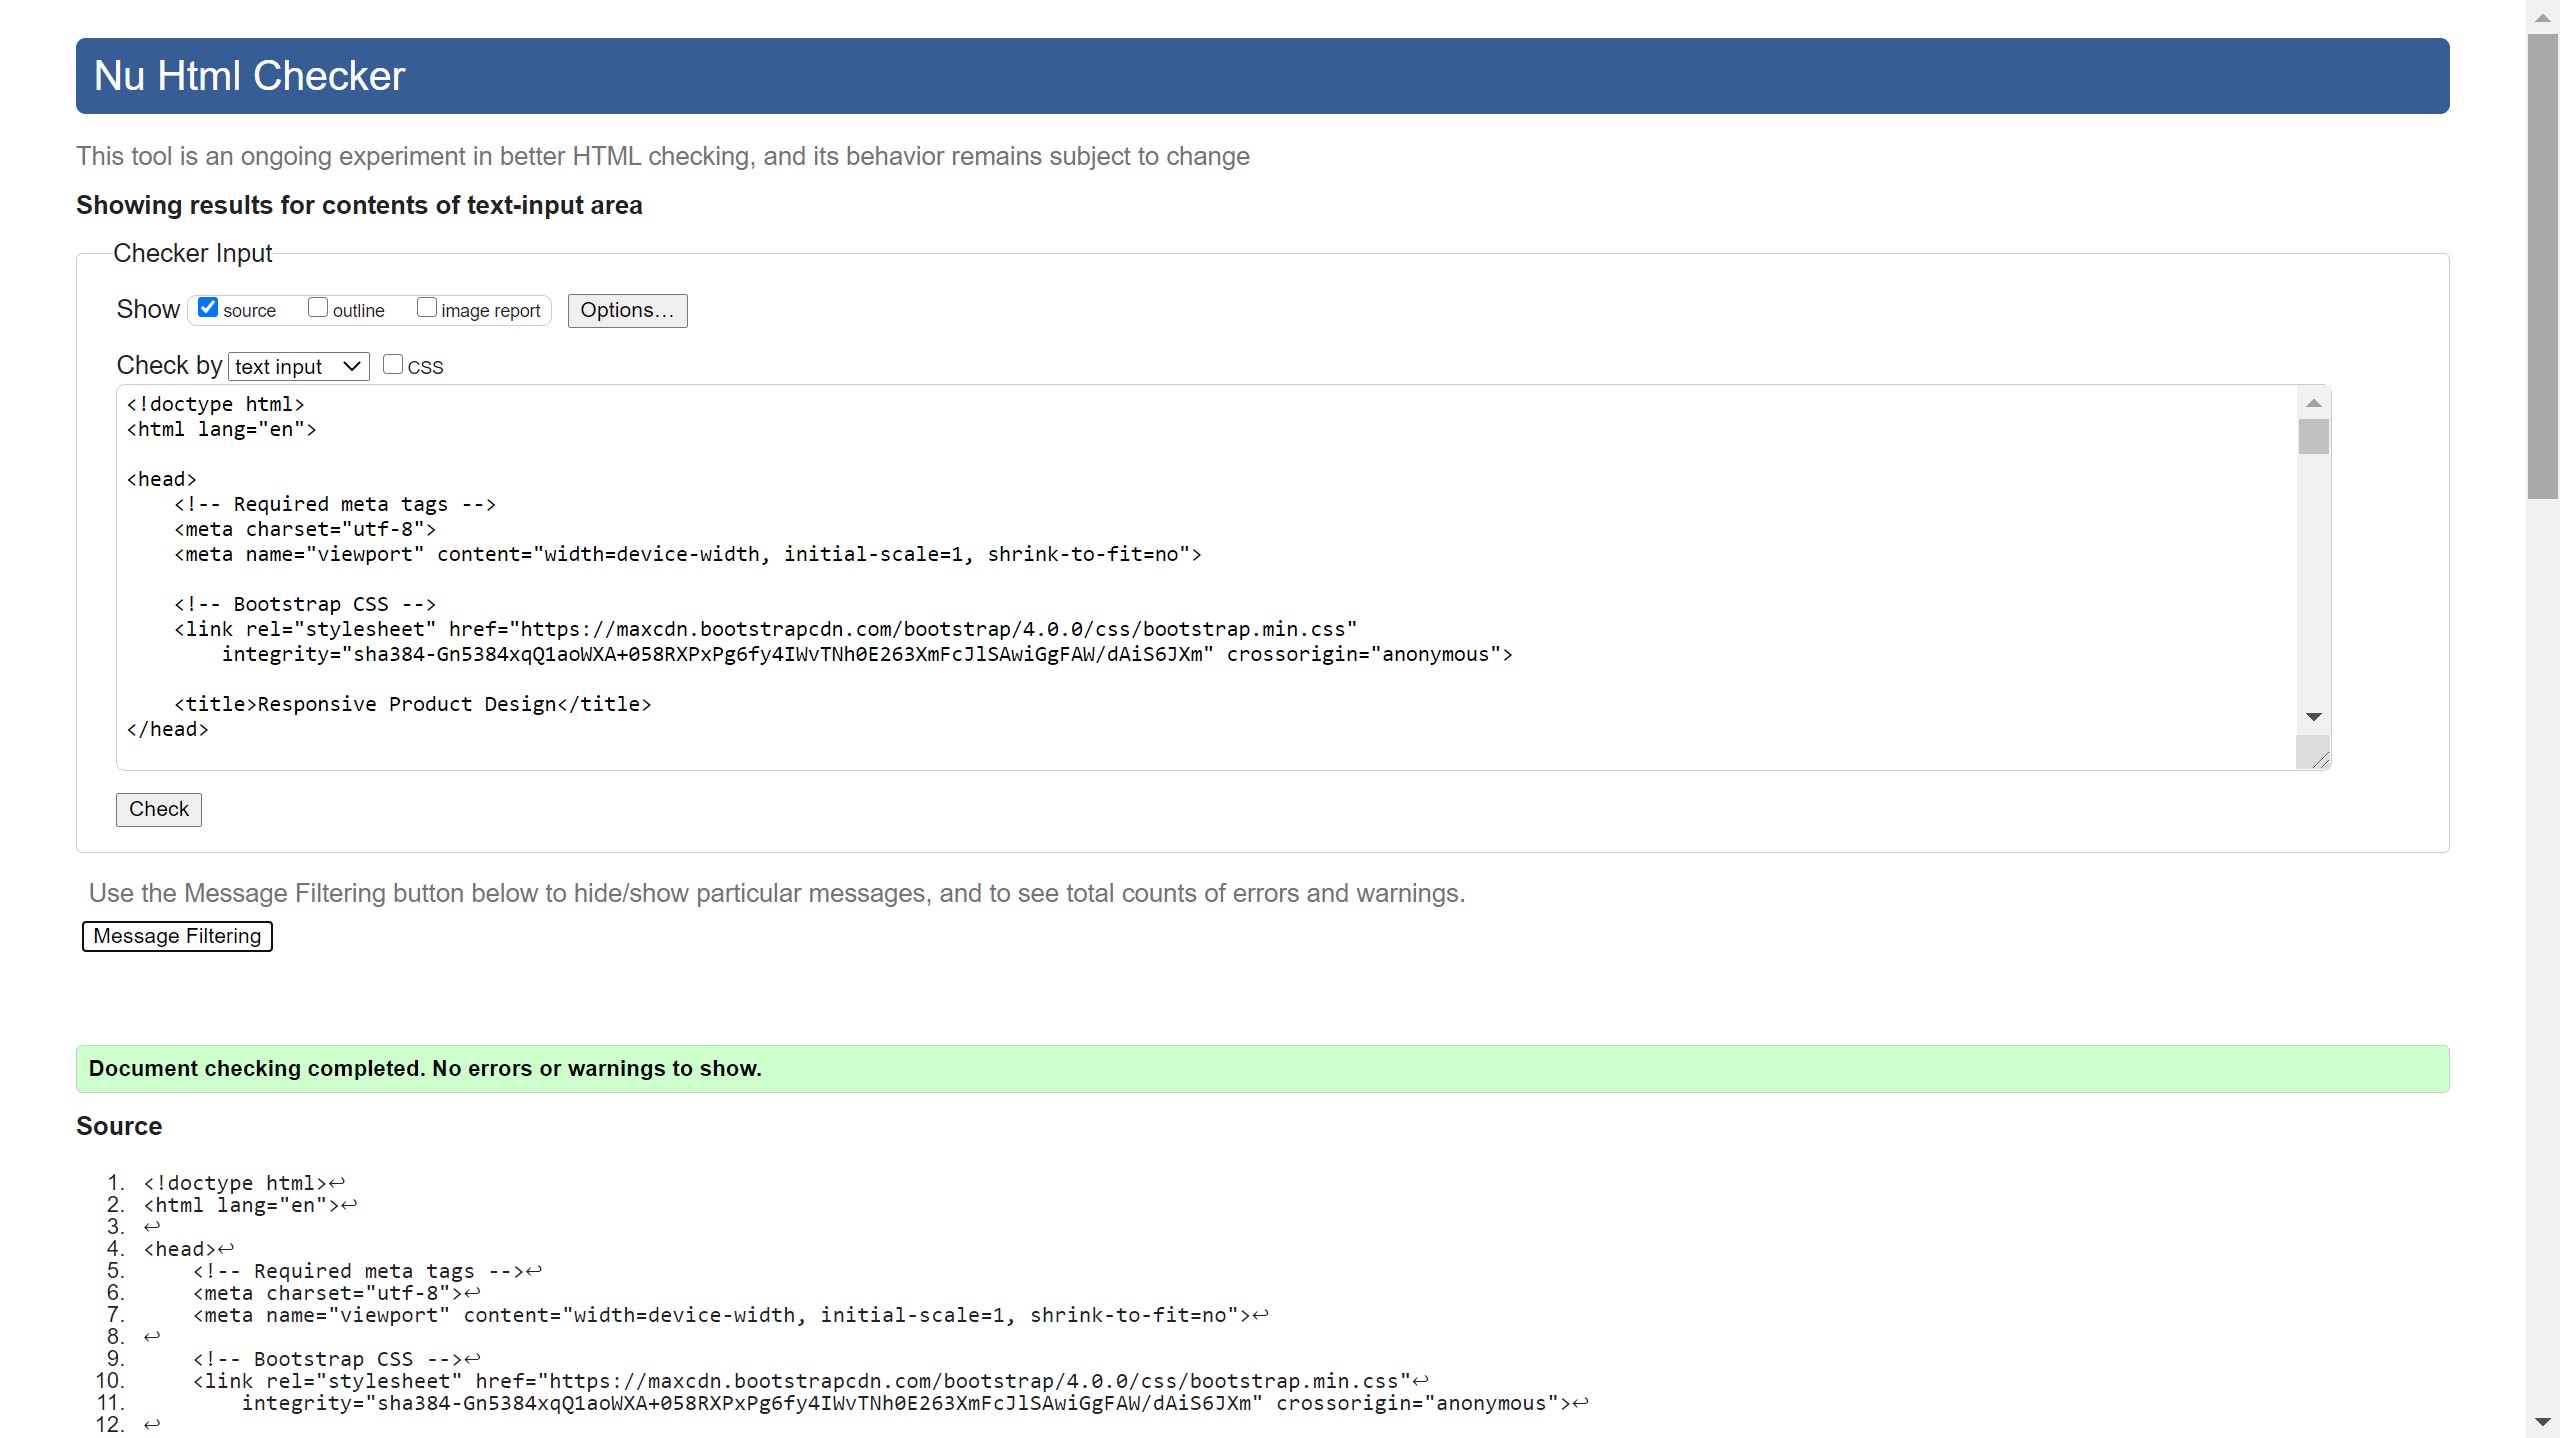 Nu Html Checker
This tool is an ongoing experiment in better HTML checking, and its behavior remains subject to change
Showing results for contents of text-input area
Checker Input
Show source outline image report Options...
Check by text input CSS
<!doctype html>
<html lang="en">
<head>
    <!-- Required meta tags -->
    <meta charset="utf-8">
    <meta name="viewport" content="width=device-width, initial-scale=1, shrink-to-fit=no">
    <!-- Bootstrap CSS -->
    <link rel="stylesheet" href="https://maxcdn.bootstrapcdn.com/bootstrap/4.0.0/css/bootstrap.min.css"
        integrity="sha384-Gn5384xqQ1aoWXA+058RXPxPg6fy4IWvTNh0E263XmFcJlSAwiGgFAW/dAiS6JXm" crossorigin="anonymous">
    <title>Responsive Product Design</title>
</head>
Check
Use the Message Filtering button below to hide/show particular messages, and to see total counts of errors and warnings.
Message Filtering
Document checking completed. No errors or warnings to show.
Source
1. <!doctype html>↩
2. <html lang="en">↩
3. ↩
4. <head>↩
5.     <!-- Required meta tags -->↩
6.     <meta charset="utf-8">↩
7.     <meta name="viewport" content="width=device-width, initial-scale=1, shrink-to-fit=no">↩
8. ↩
9.     <!-- Bootstrap CSS -->↩
10.     <link rel="stylesheet" href="https://maxcdn.bootstrapcdn.com/bootstrap/4.0.0/css/bootstrap.min.css"↩
11.         integrity="sha384-Gn5384xqQ1aoWXA+058RXPxPg6fy4IWvTNh0E263XmFcJlSAwiGgFAW/dAiS6JXm" crossorigin="anonymous">↩
12. ↩